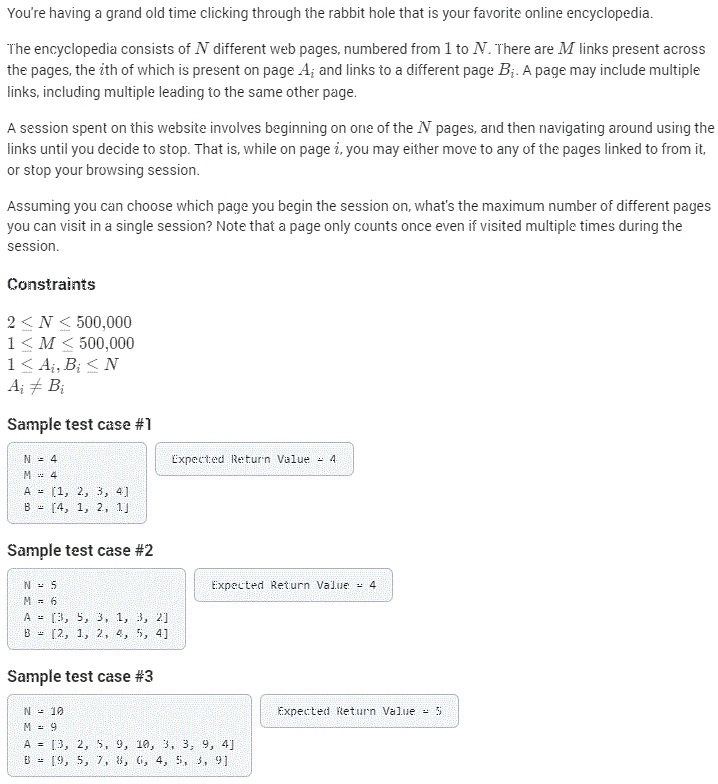 You're having a grand old time clicking through the rabbit hole that is your favorite online encyclopedia.
The encyclopedia consists of N different web pages, numbered from 1 to N. There are M links present across
the pages, the ith of which is present on page A_i and links to a different page B_i. A page may include multiple
links, including multiple leading to the same other page.
A session spent on this website involves beginning on one of the N pages, and then navigating around using the
links until you decide to stop. That is, while on page i, you may either move to any of the pages linked to from it,
or stop your browsing session.
Assuming you can choose which page you begin the session on, what's the maximum number of different pages
you can visit in a single session? Note that a page only counts once even if visited multiple times during the
session.
Constraints
2 ≤ N ≤ 500,000
1 ≤ M ≤ 500,000
1 ≤ A_i, B_i ≤ N
A_i ≠ B_i
Sample test case #1
N = 4
M = 4
A = [1, 2, 3, 4]
B = [4, 1, 2, 1]
Expected Return Value = 4
Sample test case #2
N = 5
M = 6
A = [3, 5, 3, 1, 3, 2]
B = [2, 1, 2, 4, 5, 4]
Expected Return Value = 4
Sample test case #3
N = 10
M = 9
A = [3, 2, 5, 9, 10, 3, 3, 9, 4]
B = [9, 5, 7, 8, 6, 4, 5, 3, 9]
Expected Return Value = 5